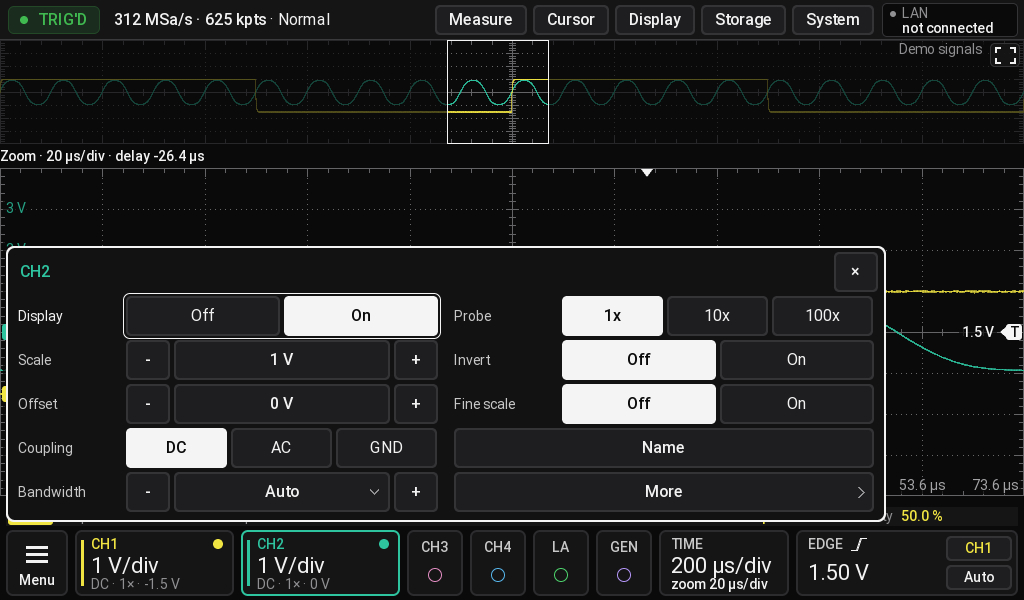 TRIG'D 312 MSa/s · 625 kpts · Normal Measure Cursor Display Storage System LAN
not connected
Demo signals
Zoom · 20 µs/div · delay -26.4 µs
3 V
CH2 ×
Display Off On Probe 1x 10x 100x
1.5 V T
Scale - 1 V + Invert Off On
Offset - 0 V + Fine scale Off On
Coupling DC AC GND Name
Bandwidth - Auto + More
53.6 µs 73.6 µs
50.0 %
CH1 CH2 CH3 CH4 LA GEN TIME EDGE CH1
1 V/div 1 V/div 200 µs/div 1.50 V
Menu DC · 1× · -1.5 V DC · 1× · 0 V zoom 20 µs/div Auto